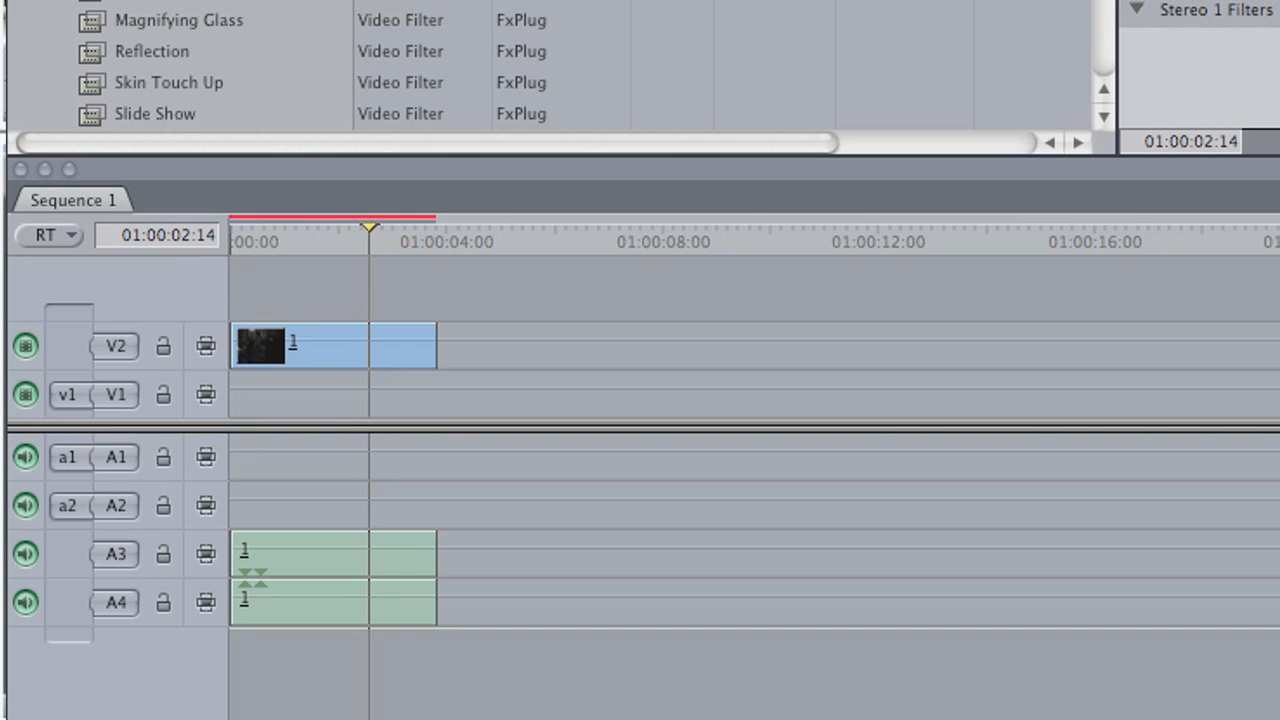 Magnifying Glass Video Filter FxPlug
Reflection Video Filter FxPlug
Skin Touch Up Video Filter FxPlug
Slide Show Video Filter FxPlug
Stereo 1 Filters
01:00:02:14
Sequence 1
RT 01:00:02:14 :00:00 01:00:04:00 01:00:08:00 01:00:12:00 01:00:16:00 01
V2 1
v1 V1
a1 A1
a2 A2
A3 1
A4 1